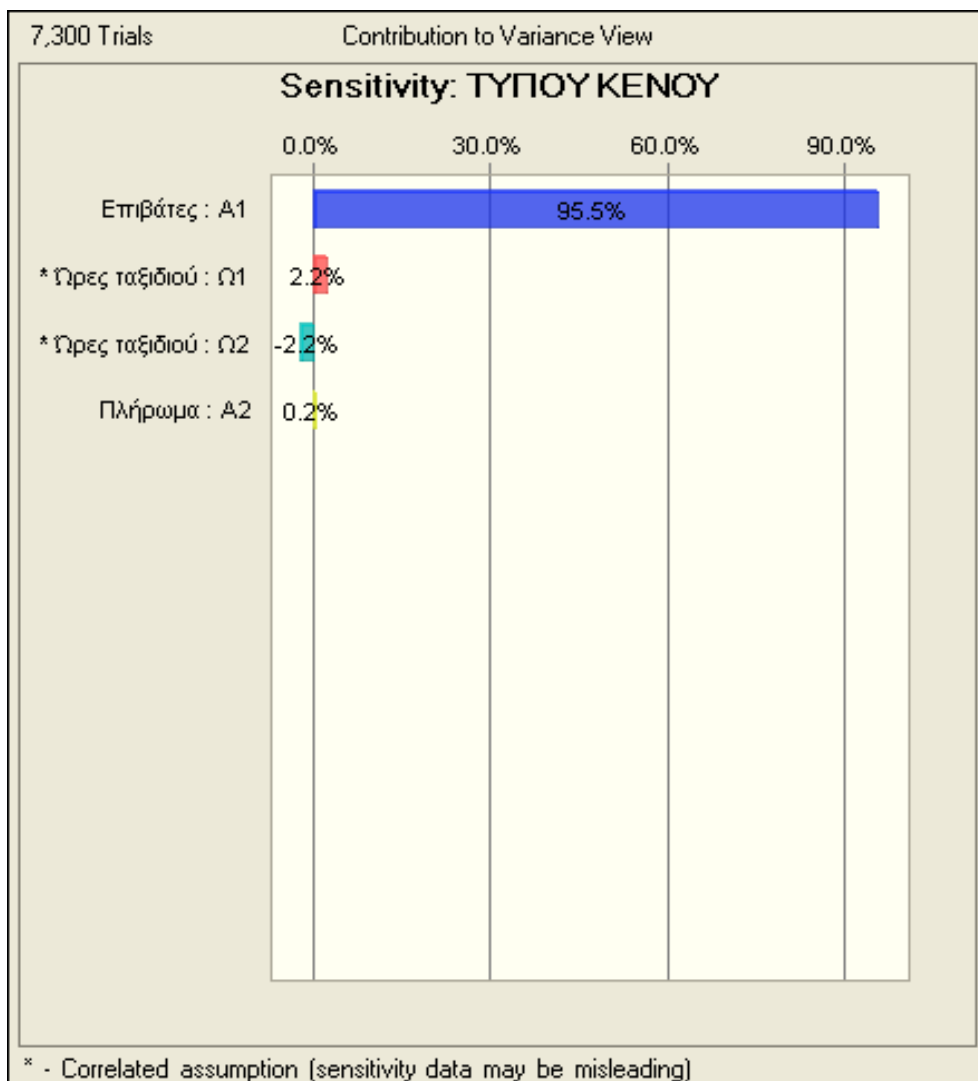 7,300 Trials Contribution to Variance View
Sensitivity: ΤΥΠΟΥ ΚΕΝΟΥ
0.0% 30.0% 60.0% 90.0%
Επιβάτες : Α1 95.5%
* Ώρες ταξιδιού : Ω1 2.2%
* Ώρες ταξιδιού : Ω2 -2.2%
Πλήρωμα : Α2 0.2%
* - Correlated assumption (sensitivity data may be misleading)